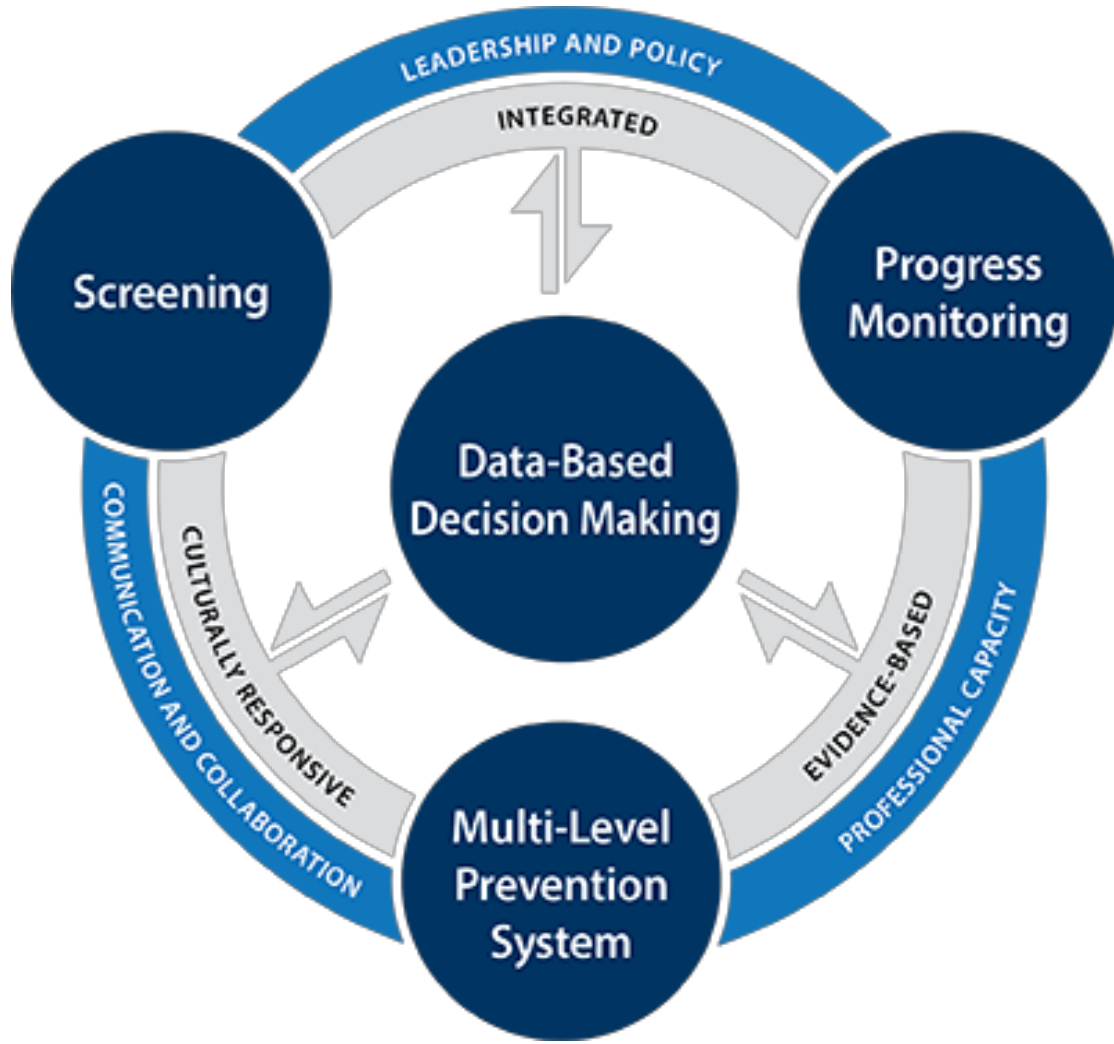 LEADERSHIP AND POLICY
INTEGRATED
Screening
Progress
Monitoring
Data-Based
Decision Making
COMMUNICATION AND COLLABORATION
CULTURALLY RESPONSIVE
EVIDENCE-BASED
PROFESSIONAL CAPACITY
Multi-Level
Prevention
System